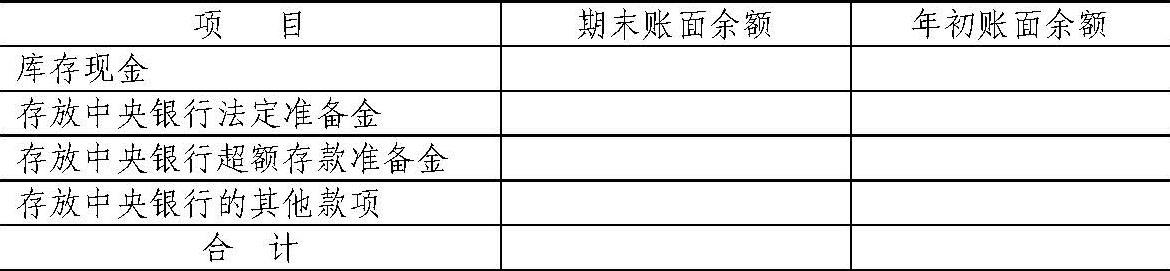 项 目 期末账面余额 年初账面余额
库存现金
存放中央银行法定准备金
存放中央银行超额存款准备金
存放中央银行的其他款项
合 计